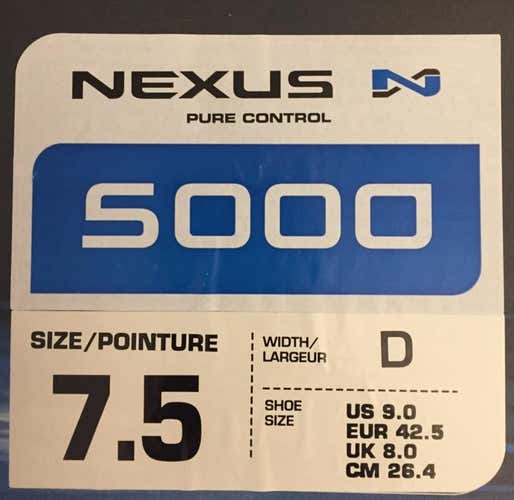 NEXUS N
PURE CONTROL
5000
SIZE/POINTURE
7.5
WIDTH/
LARGEUR
D
SHOE
SIZE
US 9.0
EUR 42.5
UK 8.0
CM 26.4